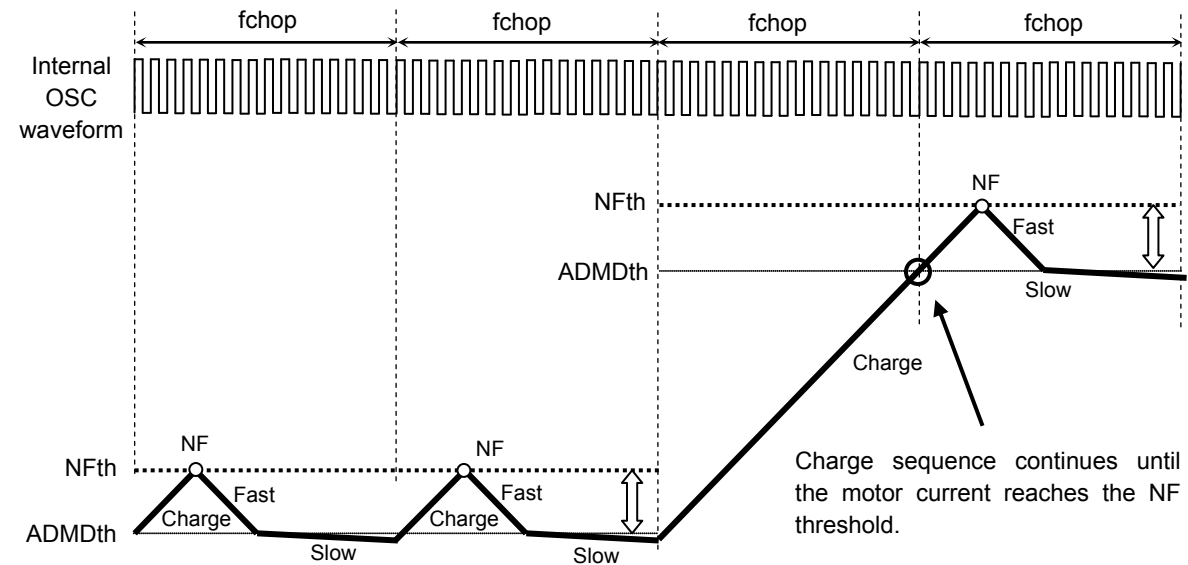 fchop fchop fchop fchop
Internal
OSC
waveform
NF
NFth
Fast
ADMDth
Slow
Charge
NF NF
NFth
Fast Fast
Charge Charge
ADMDth
Slow Slow
Charge sequence continues until
the motor current reaches the NF
threshold.